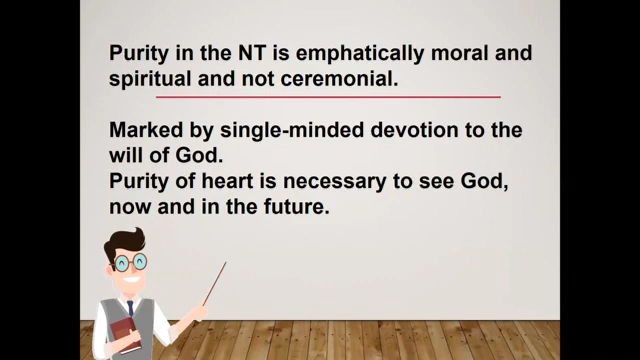 Purity in the NT is emphatically moral and
spiritual and not ceremonial.
Marked by single-minded devotion to the
will of God.
Purity of heart is necessary to see God,
now and in the future.